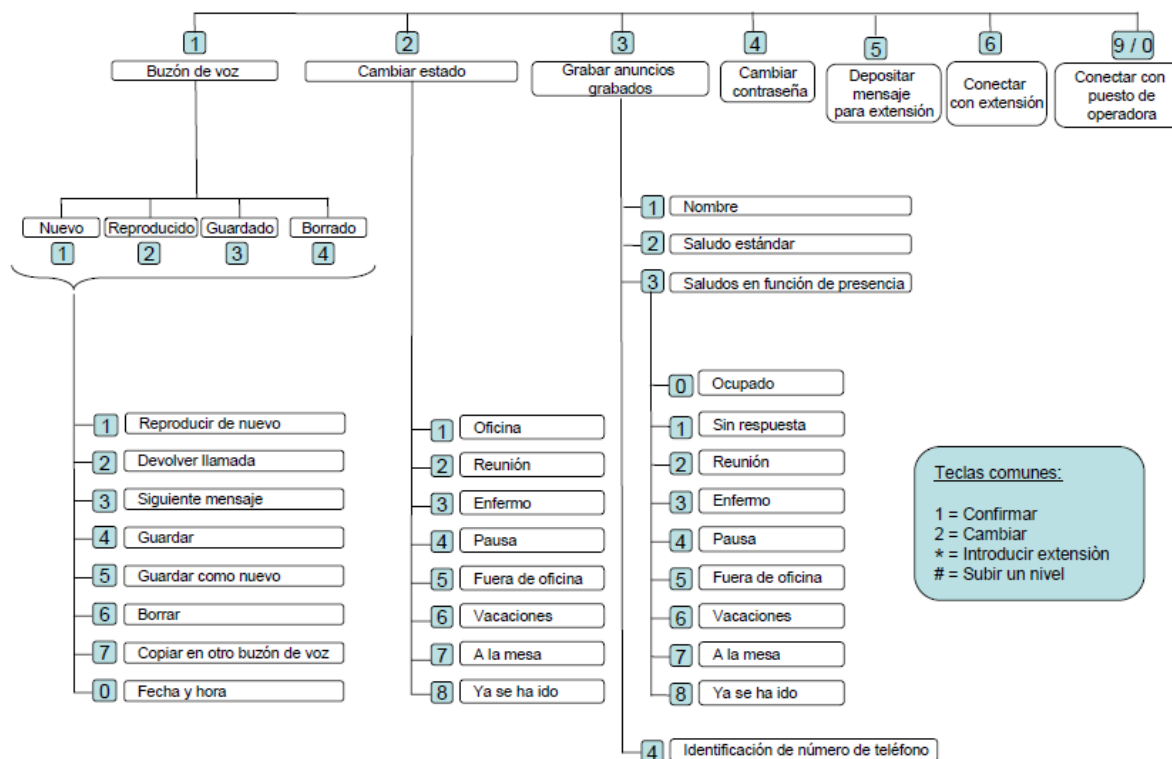 1
2
3
4
5
6
9 / 0
Buzón de voz
Cambiar estado
Grabar anuncios
grabados
Cambiar
contraseña
Depositar
mensaje
para extensión
Conectar
con extensión
Conectar con
puesto de
operadora
Nuevo
Reproducido
Guardado
Borrado
1
2
3
4
1 Reproducir de nuevo
2 Devolver llamada
3 Siguiente mensaje
4 Guardar
5 Guardar como nuevo
6 Borrar
7 Copiar en otro buzón de voz
0 Fecha y hora
1 Oficina
2 Reunión
3 Enfermo
4 Pausa
5 Fuera de oficina
6 Vacaciones
7 A la mesa
8 Ya se ha ido
1 Nombre
2 Saludo estándar
3 Saludos en función de presencia
0 Ocupado
1 Sin respuesta
2 Reunión
3 Enfermo
4 Pausa
5 Fuera de oficina
6 Vacaciones
7 A la mesa
8 Ya se ha ido
4 Identificación de número de teléfono
Teclas comunes:
1 = Confirmar
2 = Cambiar
* = Introducir extensiòn
# = Subir un nivel